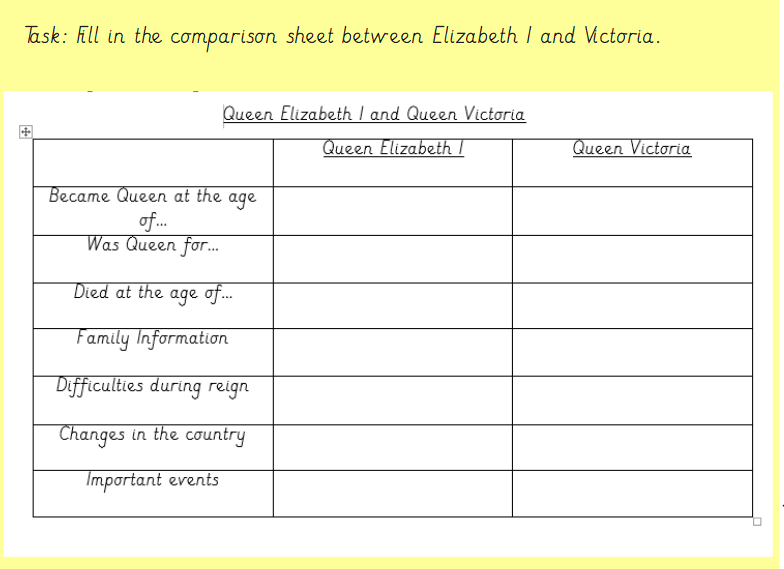 Task: Fill in the comparison sheet between Elizabeth I and Victoria.
Queen Elizabeth I and Queen Victoria
Queen Elizabeth I
Queen Victoria
Became Queen at the age
of...
Was Queen for...
Died at the age of...
Family Information
Difficulties during reign
Changes in the country
Important events